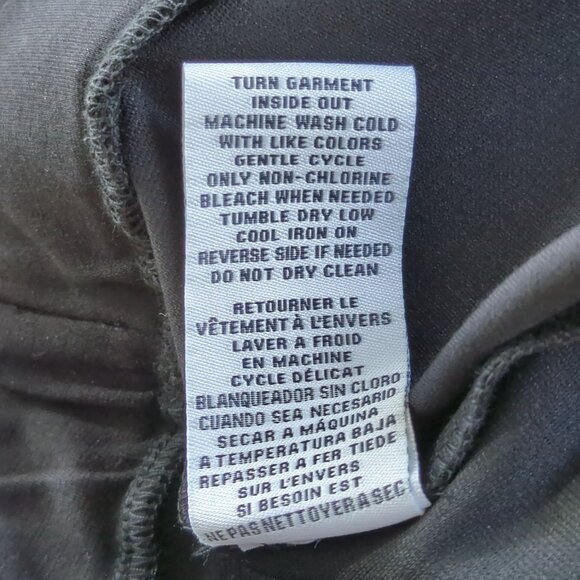 TURN GARMENT
INSIDE OUT
MACHINE WASH COLD
WITH LIKE COLORS
GENTLE CYCLE
ONLY NON-CHLORINE
BLEACH WHEN NEEDED
TUMBLE DRY LOW
COOL IRON ON
REVERSE SIDE IF NEEDED
DO NOT DRY CLEAN
RETOURNER LE
VÊTEMENT À L'ENVERS
LAVER A FROID
EN MACHINE
CYCLE DÉLICAT
BLANQUEADOR SIN CLORO
CUANDO SEA NECESARIO
SECAR A MÁQUINA
A TEMPERATURA BAJA
REPASSER A FER TIEDE
SUR L'ENVERS
SI BESOIN EST
NE PAS NETTOYER A SEC